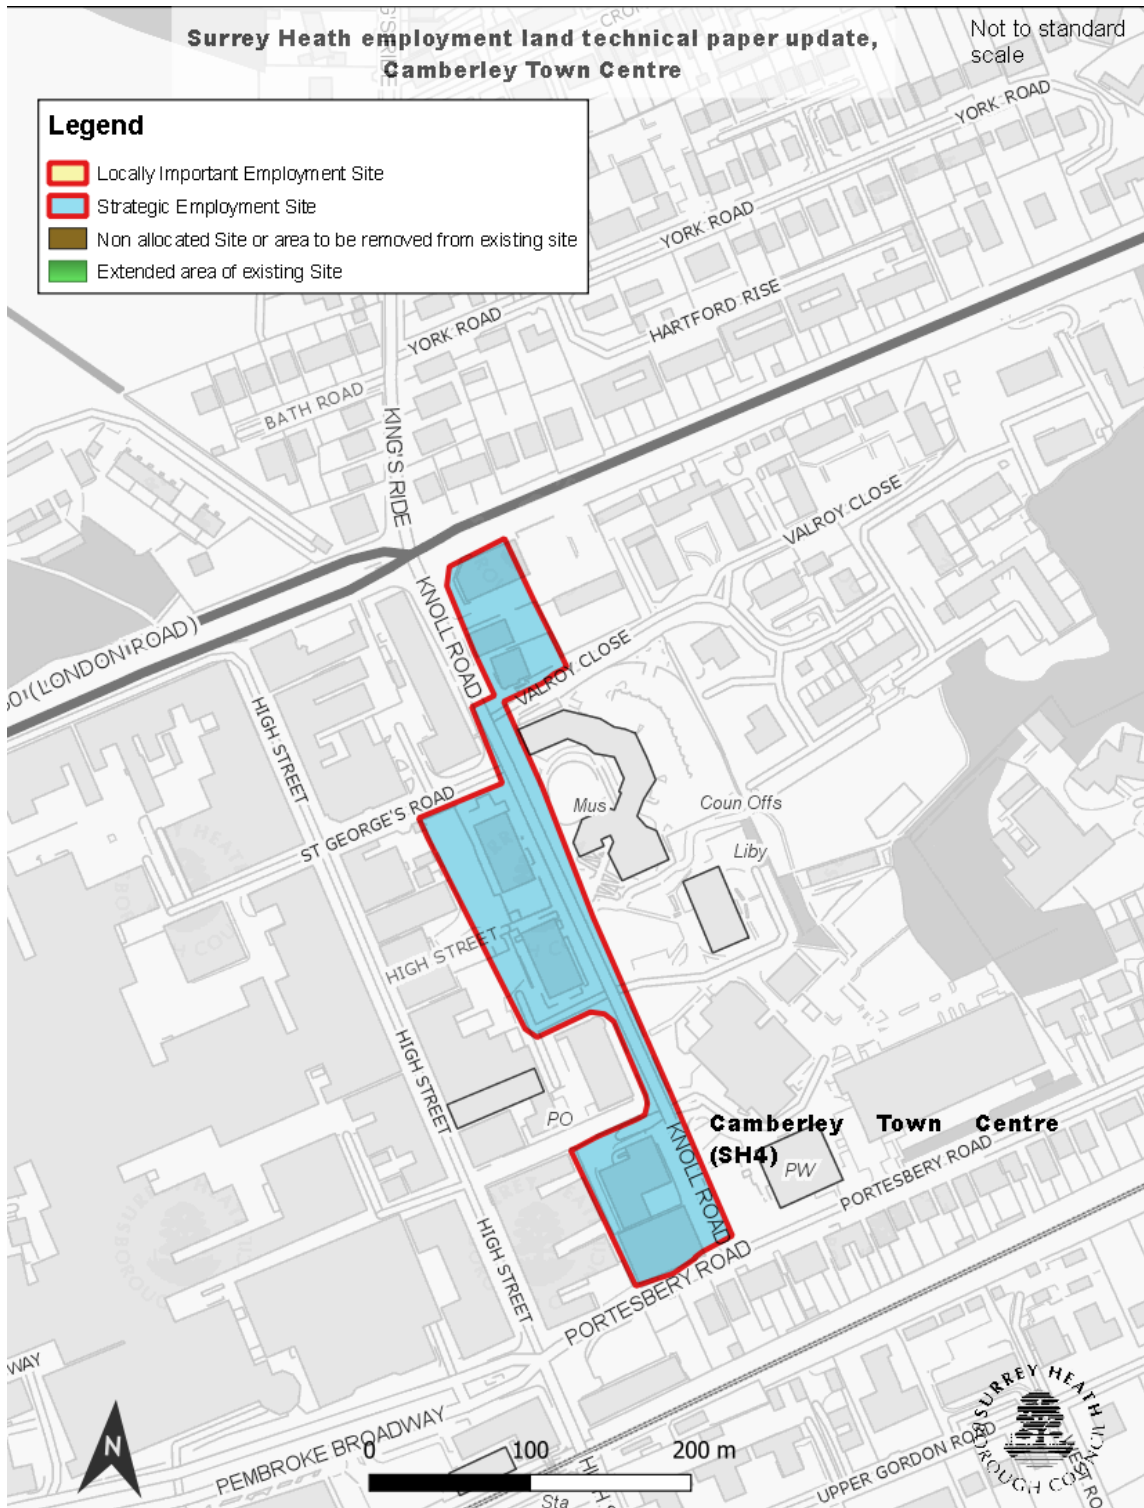 Surrey Heath employment land technical paper update,
Camberley Town Centre
Not to standard
scale
Legend
Locally Important Employment Site
Strategic Employment Site
Non allocated Site or area to be removed from existing site
Extended area of existing Site
YORK ROAD
YORK ROAD
HARTFORD RISE
YORK ROAD
BATH ROAD
KING'S RIDE
VALROY CLOSE
KNOLL ROAD
(LONDON ROAD)
VALROY CLOSE
HIGH STREET
Mus
Coun Offs
ST GEORGE'S ROAD
Liby
HIGH STREET
HIGH STREET
PO
Camberley Town Centre
(SH4)
KNOLL ROAD
PW
PORTESBERY ROAD
HIGH STREET
PORTESBERY ROAD
WAY
SURREY HEATH
BOROUGH COUNCIL
N
PEMBROKE BROADWAY
0 100 200 m
UPPER GORDON ROAD
Sta